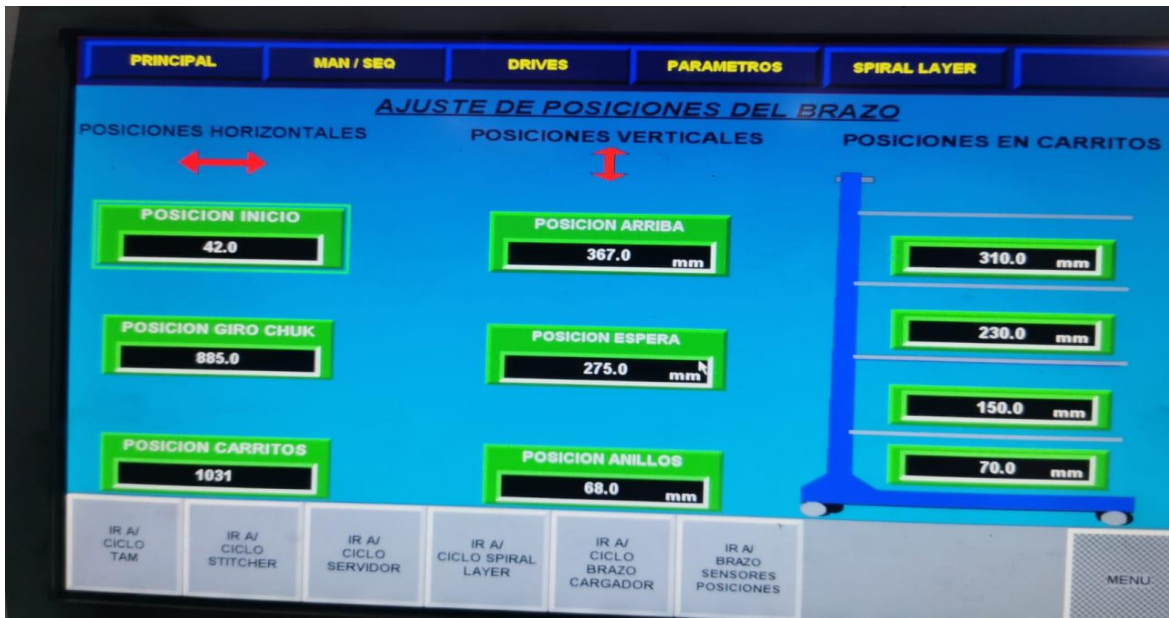 PRINCIPAL
MAN / SEQ
DRIVES
PARAMETROS
SPIRAL LAYER
AJUSTE DE POSICIONES DEL BRAZO
POSICIONES HORIZONTALES
POSICIONES VERTICALES
POSICIONES EN CARRITOS
POSICION INICIO
42.0
POSICION GIRO CHUK
885.0
POSICION CARRITOS
1031
POSICION ARRIBA
367.0 mm
POSICION ESPERA
275.0 mm
POSICION ANILLOS
68.0 mm
310.0 mm
230.0 mm
150.0 mm
70.0 mm
IR A/
CICLO
TAM
IR A/
CICLO
STITCHER
IR A/
CICLO
SERVIDOR
IR A/
CICLO SPIRAL
LAYER
IR A/
CICLO
BRAZO
CARGADOR
IR A/
BRAZO
SENSORES
POSICIONES
MENU